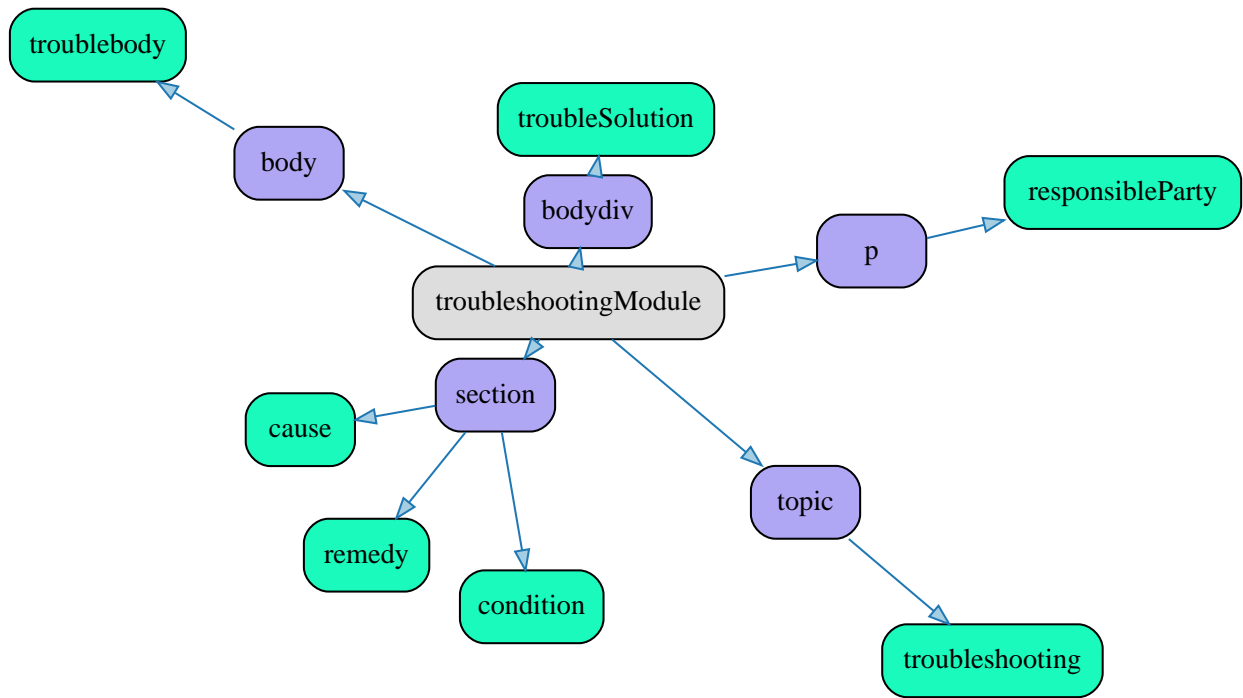 troublebody
troubleSolution
body
responsibleParty
bodydiv
p
troubleshootingModule
section
cause
topic
remedy
condition
troubleshooting